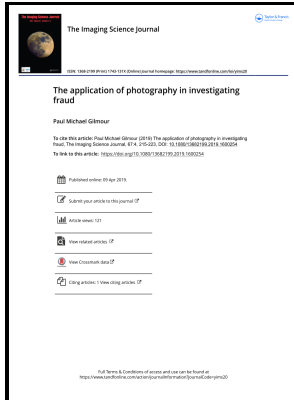 The Imaging Science Journal
Taylor & Francis
ISSN: 1368-2199 (Print) 1743-131X (Online) Journal homepage: https://www.tandfonline.com/loi/yims20
The application of photography in investigating
fraud
Paul Michael Gilmour
To cite this article: Paul Michael Gilmour (2019) The application of photography in investigating
fraud, The Imaging Science Journal, 67:4, 215-223, DOI: 10.1080/13682199.2019.1600254
To link to this article: https://doi.org/10.1080/13682199.2019.1600254
Published online: 09 Apr 2019.
Submit your article to this journal
Article views: 121
View related articles
View Crossmark data
Citing articles: 1 View citing articles
Full Terms & Conditions of access and use can be found at
https://www.tandfonline.com/action/journalInformation?journalCode=yims20